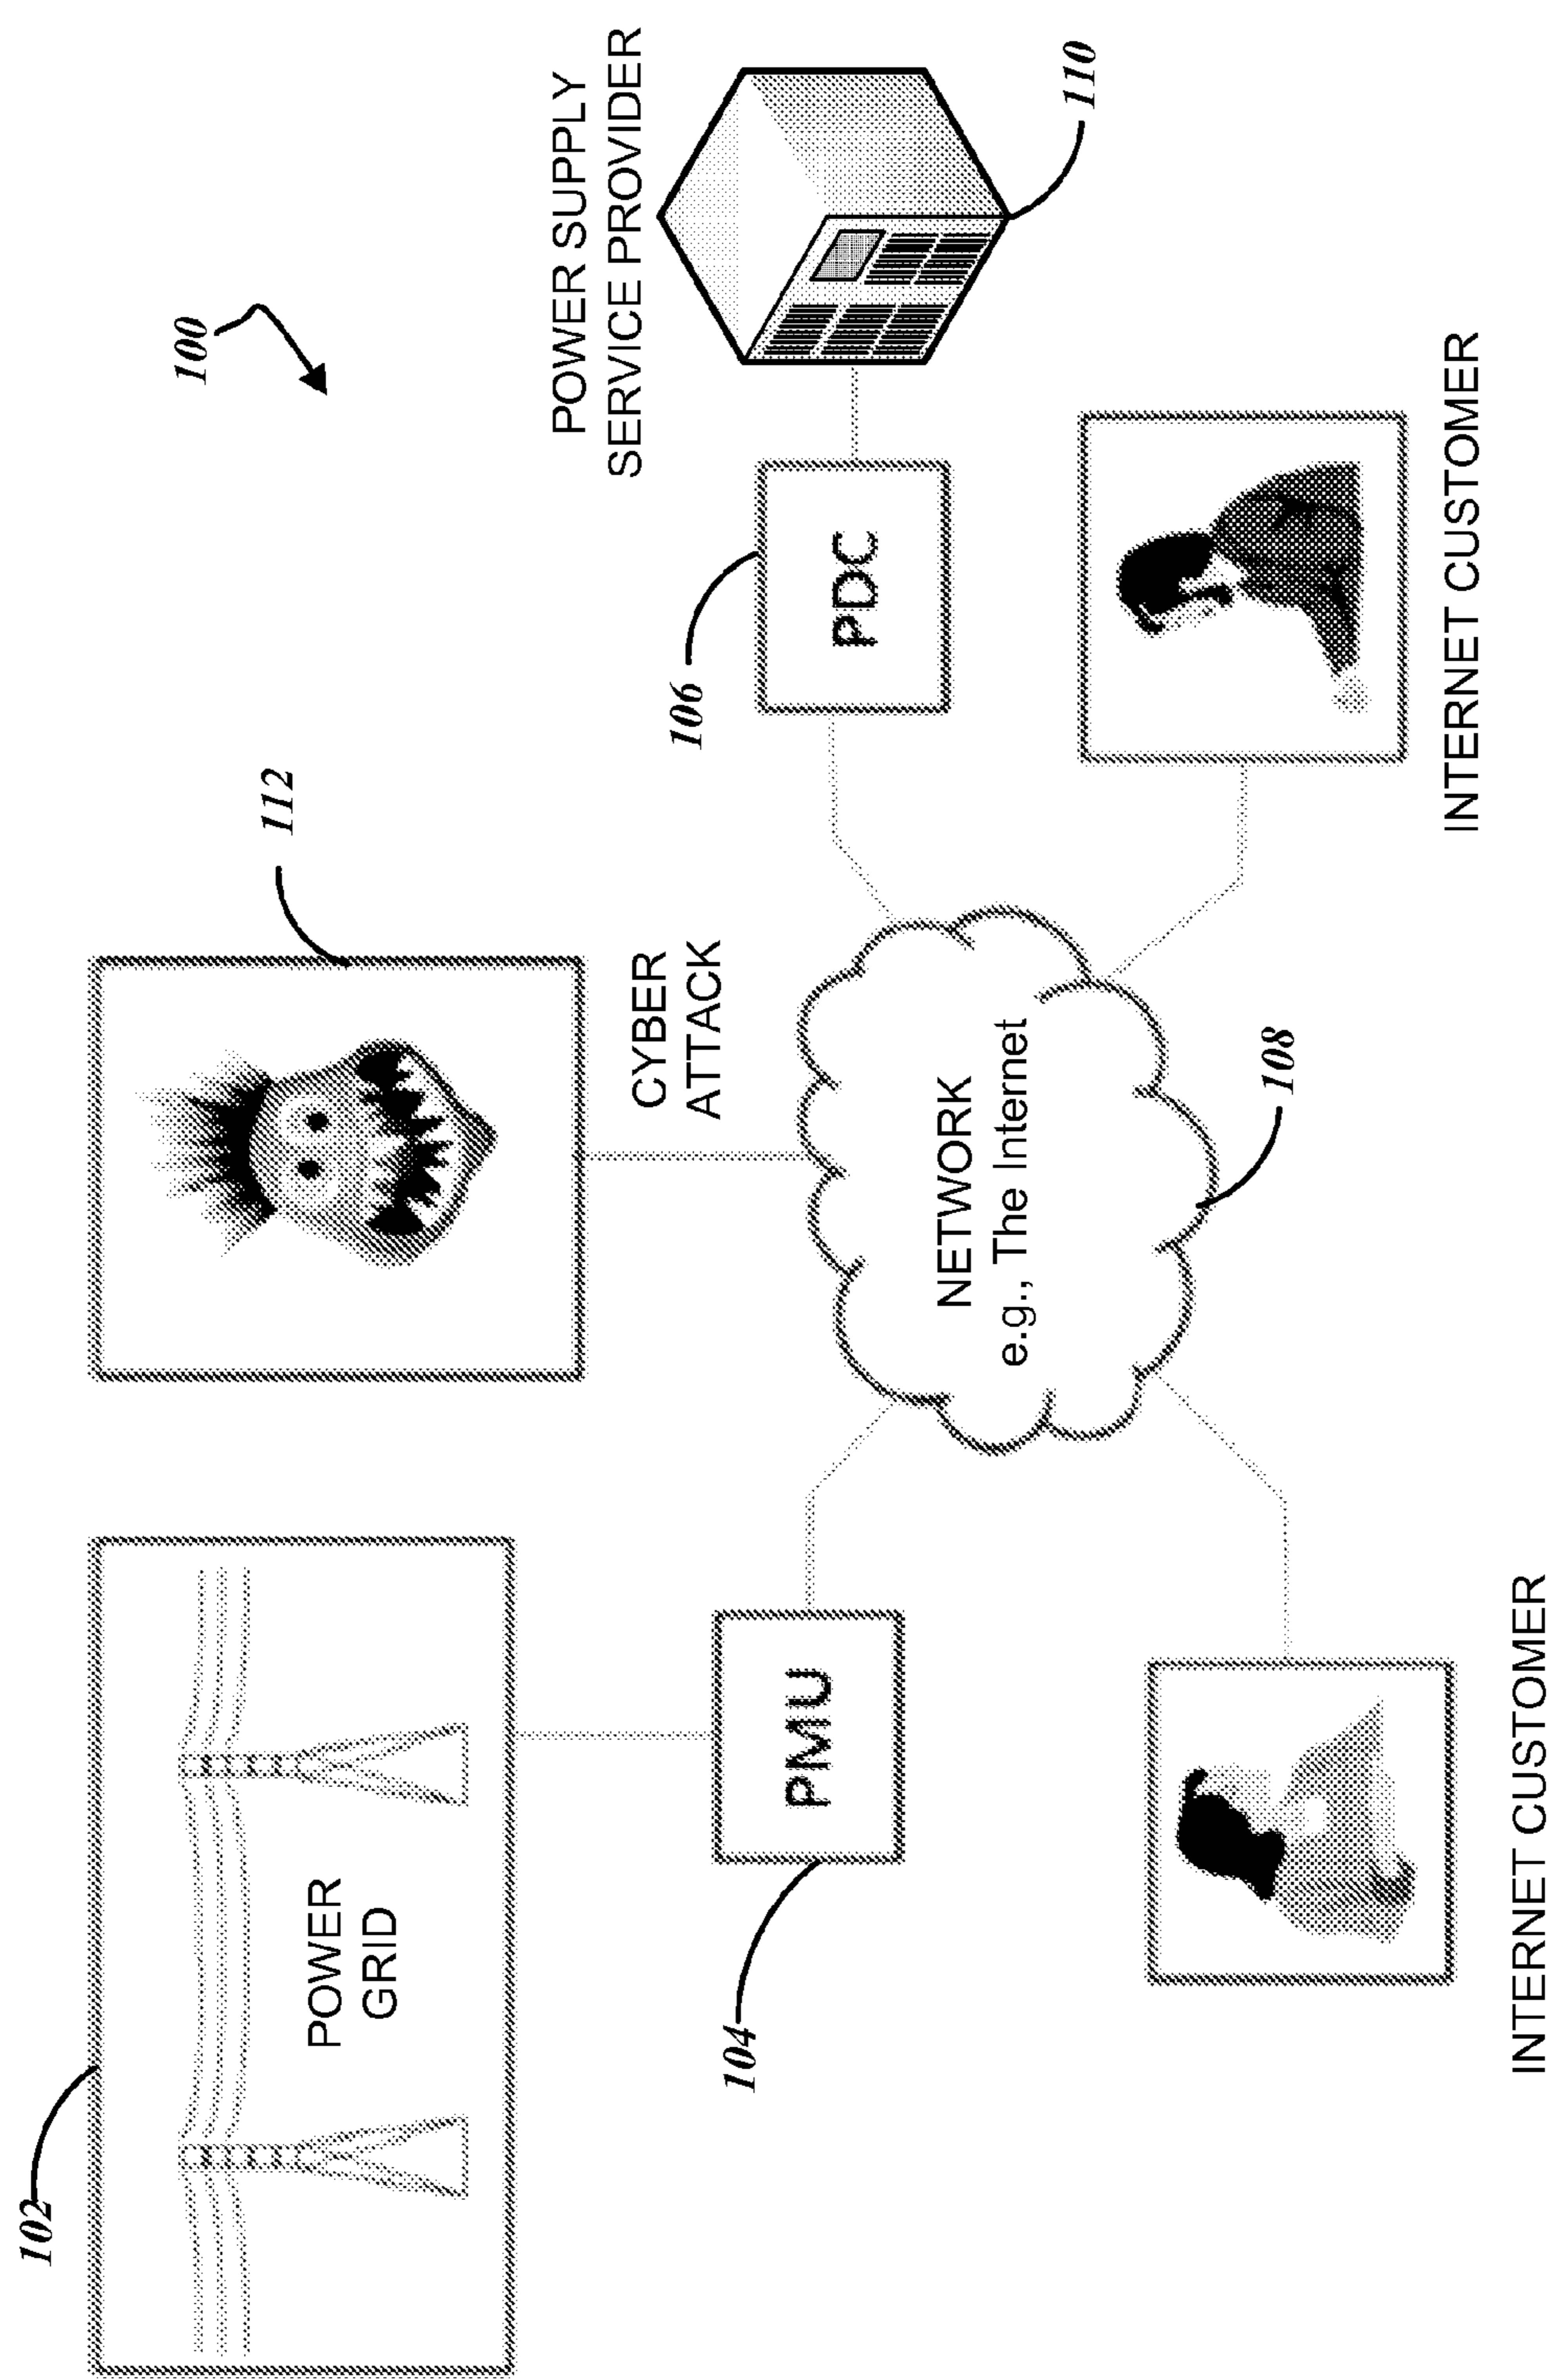 100
102
POWER
GRID
112
CYBER
ATTACK
POWER SUPPLY
SERVICE PROVIDER
104
PMU
106
PDC
110
NETWORK
e.g., The Internet
108
INTERNET CUSTOMER
INTERNET CUSTOMER